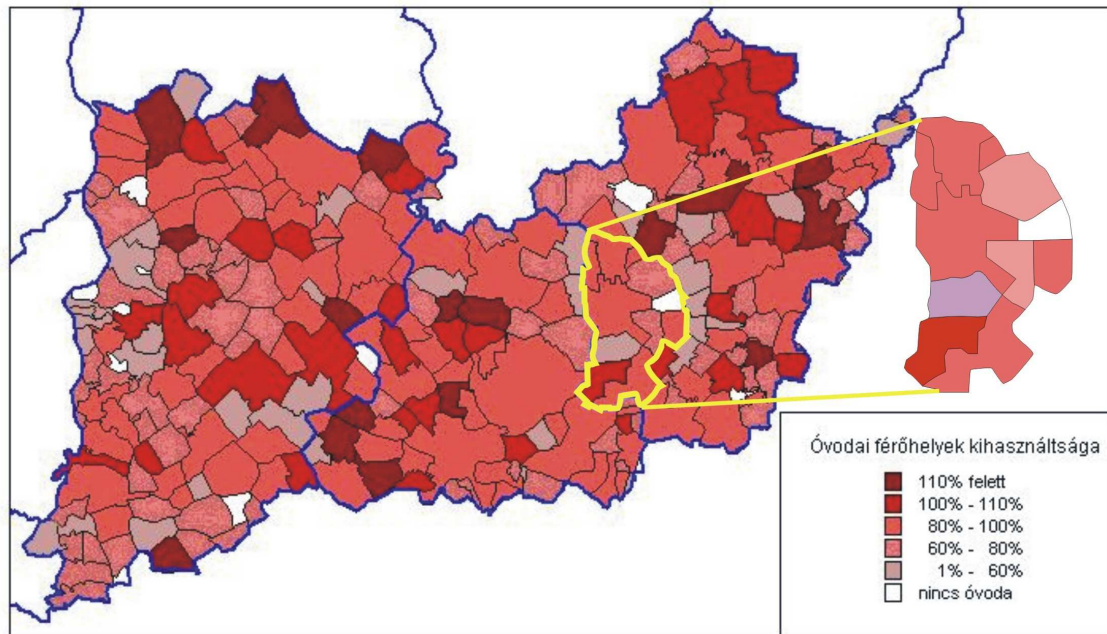 Óvodai férőhelyek kihasználtsága
110% felett
100% - 110%
80% - 100%
60% - 80%
1% - 60%
nincs óvoda